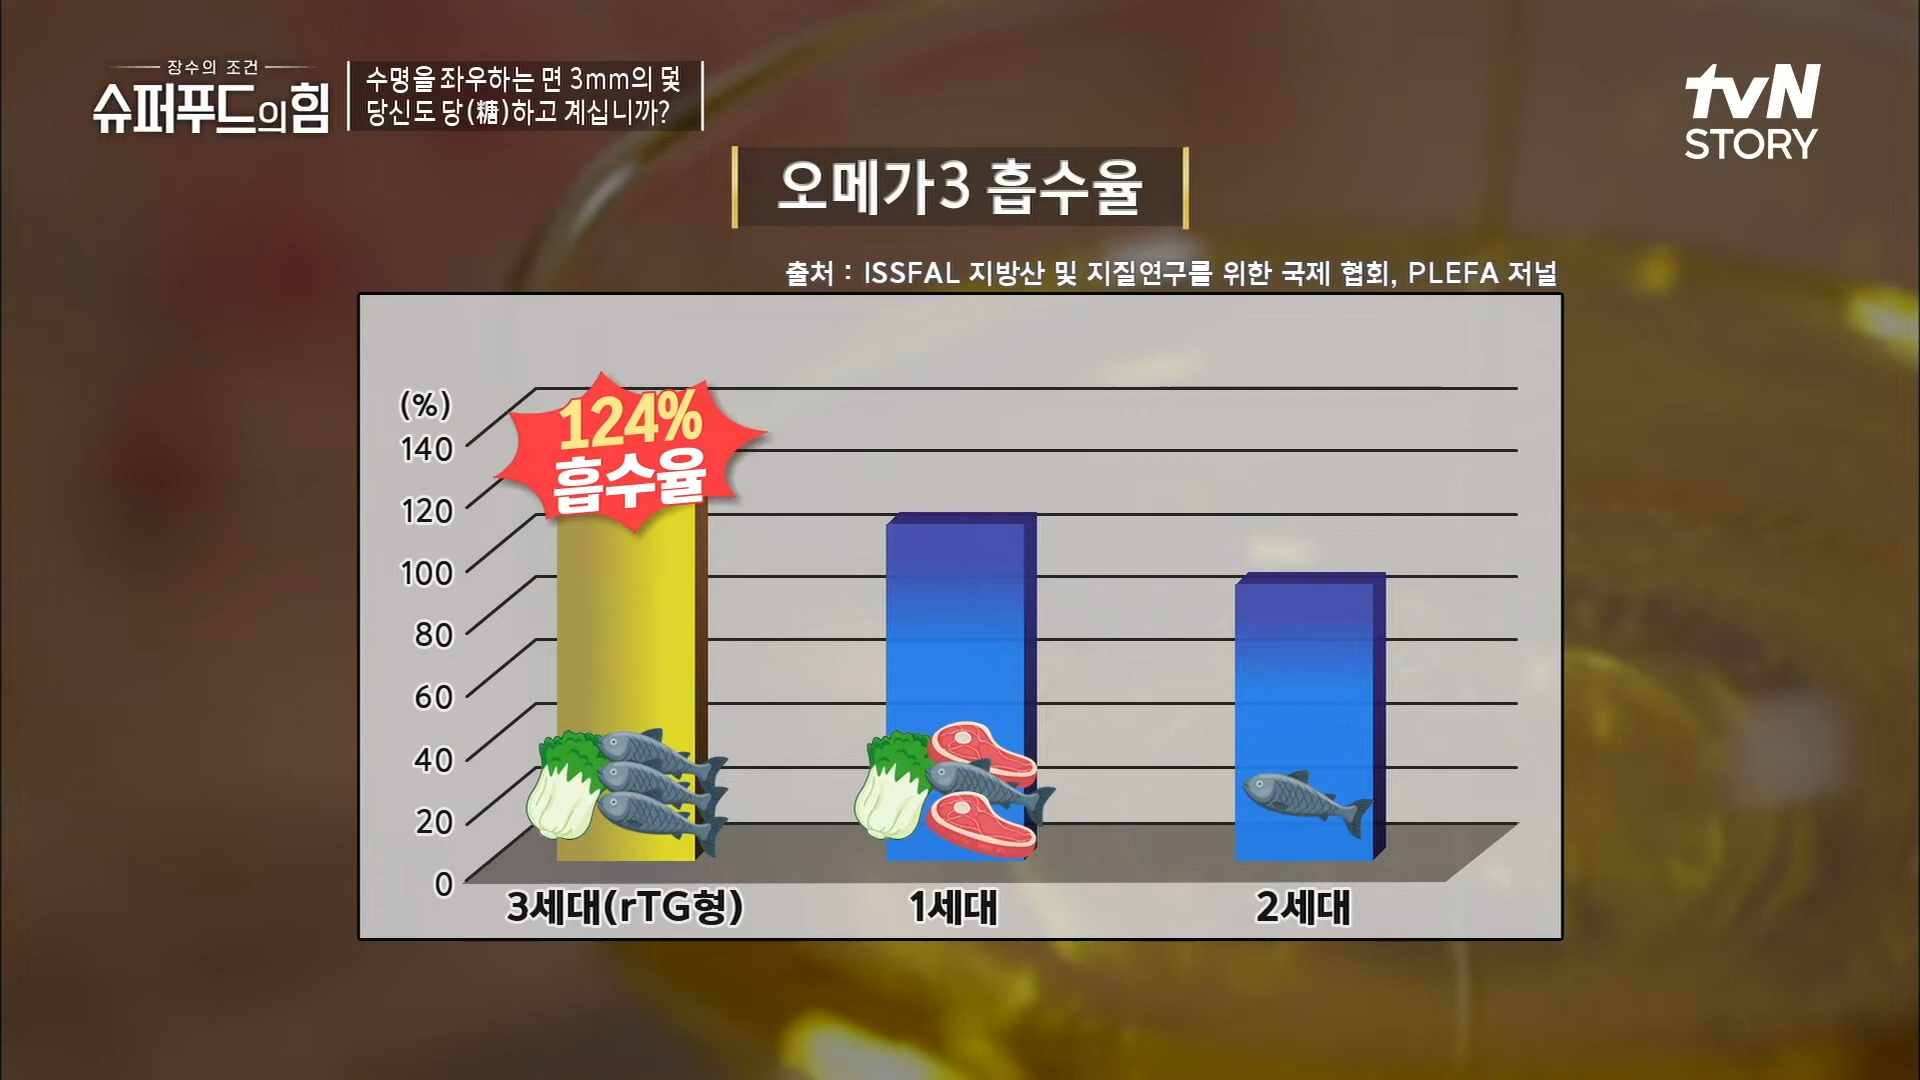 장수의 조건
슈퍼푸드의 힘
수명을 좌우하는 면 3mm의 덫
당신도 당(糖)하고 계십니까?
tvN
STORY
오메가3 흡수율
출처 : ISSFAL 지방산 및 지질연구를 위한 국제 협회, PLEFA 저널
(%)
140
120
100
80
60
40
20
0
124%
흡수율
3세대(rTG형)
1세대
2세대